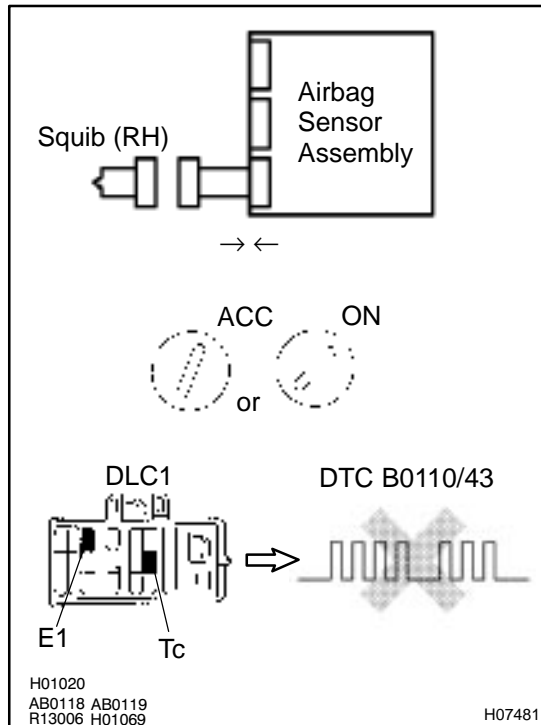 Airbag
Sensor
Assembly
Squib (RH)
ACC
ON
or
DLC1
DTC B0110/43
E1
Tc
H01020
AB0118 AB0119
R13006 H01069
H07481